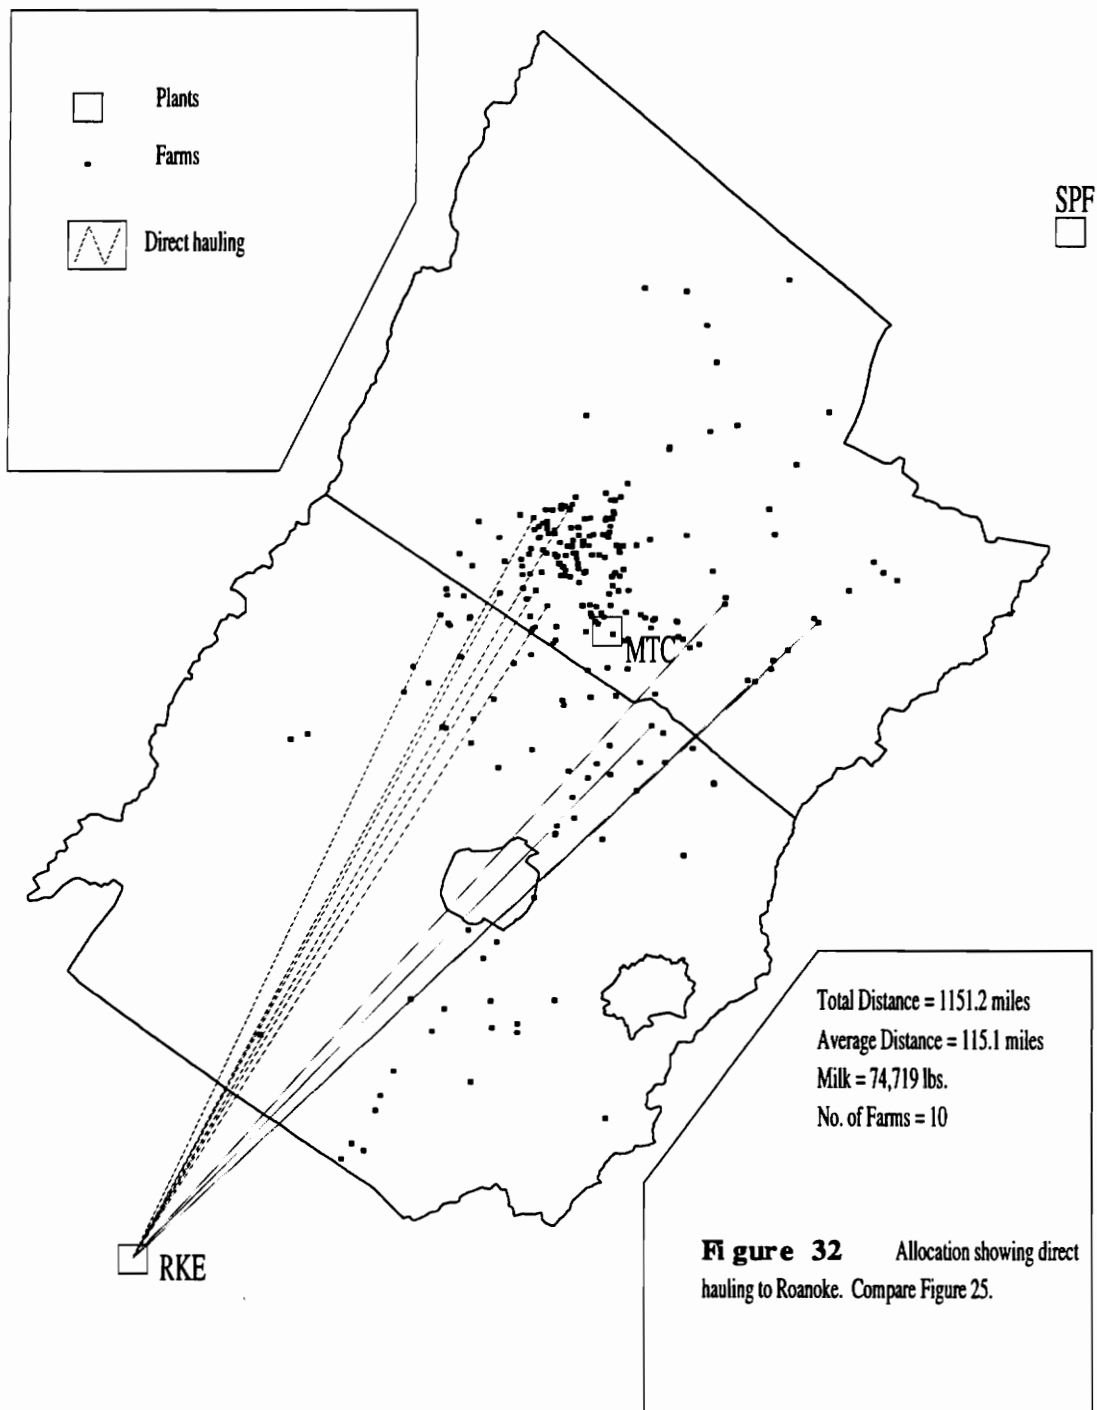 Plants
Farms
Direct hauling
SPF
MTC
RKE
Total Distance = 1151.2 miles
Average Distance = 115.1 miles
Milk = 74,719 lbs.
No. of Farms = 10
Figure 32 Allocation showing direct
hauling to Roanoke. Compare Figure 25.